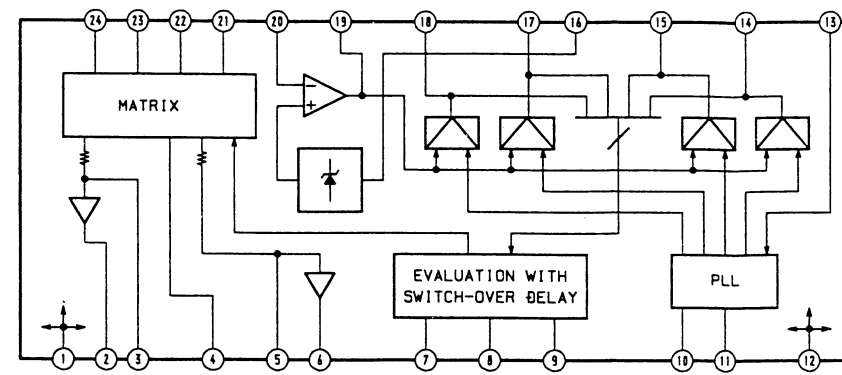 24 23 22 21 20 19 18 17 16 15 14 13
MATRIX
−
+
EVALUATION WITH
SWITCH-OVER DELAY
PLL
1 2 3 4 5 6 7 8 9 10 11 12